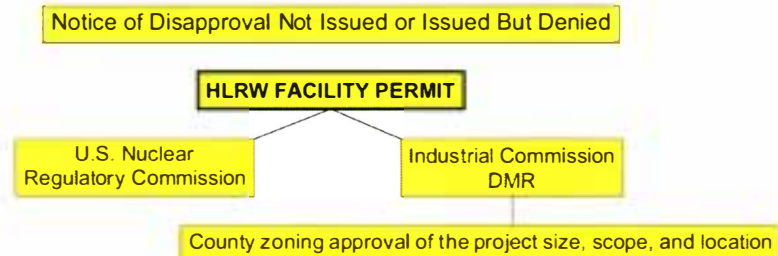 Notice of Disapproval Not Issued or Issued But Denied
HLRW FACILITY PERMIT
U.S. Nuclear
Regulatory Commission
Industrial Commission
DMR
County zoning approval of the project size, scope, and location